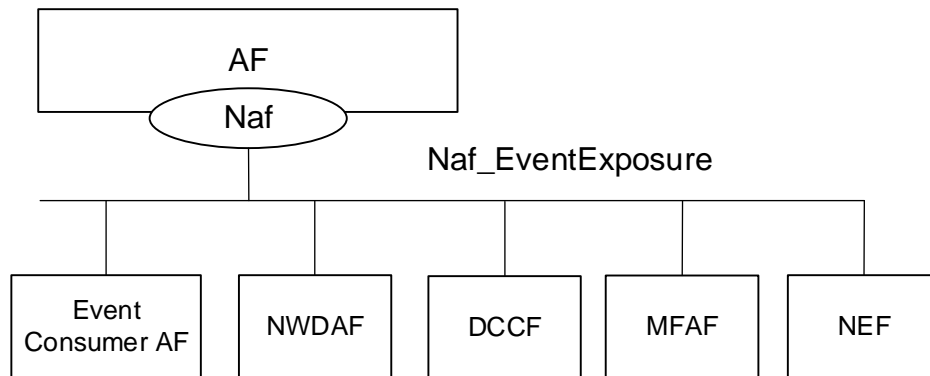 AF
Naf
Naf_EventExposure
Event
Consumer AF
NWDAF
DCCF
MFAF
NEF